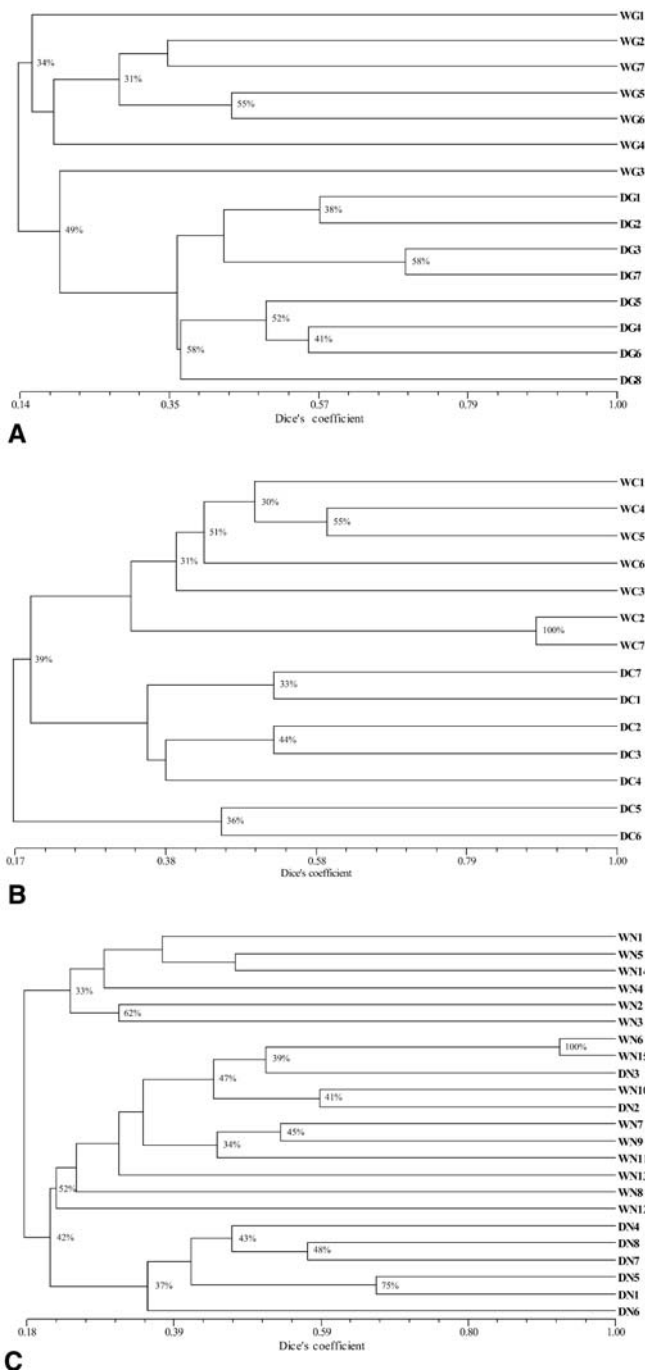 WG1
WG2
34%
WG7
31%
WG5
55%
WG6
WG4
WG3
DG1
38%
DG2
49%
DG3
58%
DG7
DG5
52%
DG4
41%
DG6
58%
DG8
0.14 0.35 0.57 0.79 1.00
Dice's coefficient
A
WC1
30%
WC4
51%
55%
WC5
31%
WC6
WC3
WC2
100%
WC7
39%
DC7
33%
DC1
DC2
44%
DC3
DC4
DC5
36%
DC6
0.17 0.38 0.58 0.79 1.00
Dice's coefficient
B
WN1
WN5
WN14
33%
WN4
WN2
62%
WN3
WN6
100%
39%
WN15
47%
DN3
WN10
41%
DN2
WN7
45%
WN9
34%
WN11
WN13
52%
WN8
42%
DN4
43%
DN8
48%
DN7
37%
DN5
75%
DN1
DN6
0.18 0.39 0.59 0.80 1.00
Dice's coefficient
C